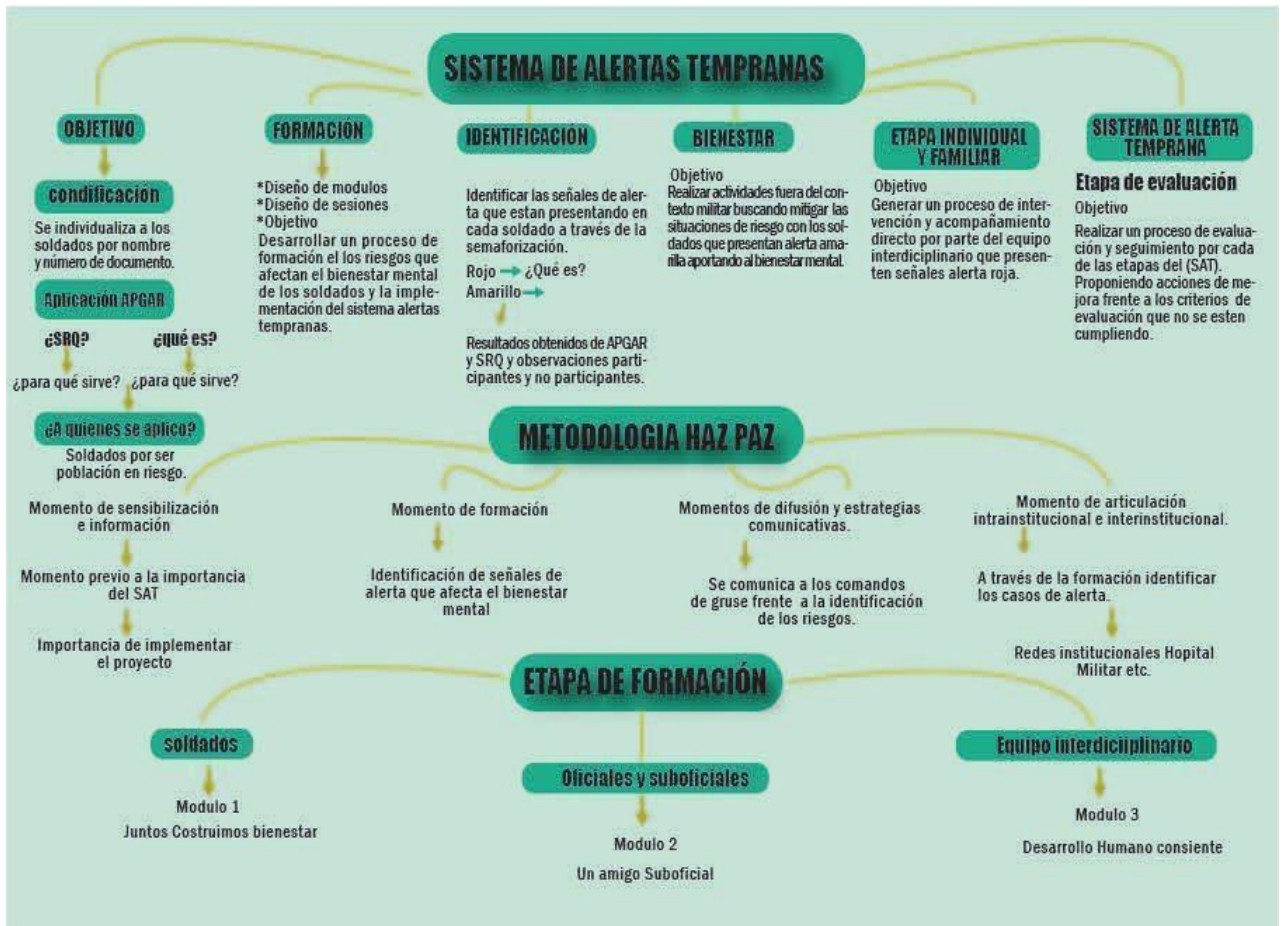 SISTEMA DE ALERTAS TEMPRANAS
OBJETIVO
condificación
Se individualiza a los
soldados por nombre
y número de documento.
Aplicación APGAR
¿SRQ?
¿qué es?
¿para qué sirve?
¿para qué sirve?
¿A quienes se aplico?
Soldados por ser
población en riesgo.
FORMACIÓN
*Diseño de modulos
*Diseño de sesiones
*Objetivo
Desarrollar un proceso de
formación el los riesgos que
afectan el bienestar mental
de los soldados y la imple-
mentación del sistema alertas
tempranas.
IDENTIFICACIÓN
Identificar las señales de aler-
ta que estan presentando en
cada soldado a través de la
semaforización.
Rojo ➔ ¿Qué es?
Amarillo ➔
Resultados obtenidos de APGAR
y SRQ y observaciones parti-
cipantes y no participantes.
BIENESTAR
Objetivo
Realizar actividades fuera del con-
texto militar buscando mitigar las
situaciones de riesgo con los sol-
dados que presentan alerta ama-
rilla aportando al bienestar mental.
ETAPA INDIVIDUAL
Y FAMILIAR
Objetivo
Generar un proceso de inter-
vención y acompañamiento
directo por parte del equipo
interdiciplinario que presen-
ten señales alerta roja.
SISTEMA DE ALERTA
TEMPRANA
Etapa de evaluación
Objetivo
Realizar un proceso de evalua-
ción y seguimiento por cada
de las etapas del (SAT).
Proponiendo acciones de me-
jora frente a los criterios de
evaluación que no se esten
cumpliendo.
METODOLOGIA HAZ PAZ
Momento de sensibilización
e información
Momento previo a la importancia
del SAT
Importancia de implementar
el proyecto
Momento de formación
Identificación de señales de
alerta que afecta el bienestar
mental
Momentos de difusión y estrategias
comunicativas.
Se comunica a los comandos
de gruse frente a la identificación
de los riesgos.
Momento de articulación
intrainstitucional e interinstitucional.
A través de la formación identificar
los casos de alerta.
Redes institucionales Hopital
Militar etc.
ETAPA DE FORMACIÓN
soldados
Modulo 1
Juntos Costruimos bienestar
Oficiales y suboficiales
Modulo 2
Un amigo Suboficial
Equipo interdiciiplinario
Modulo 3
Desarrollo Humano consiente